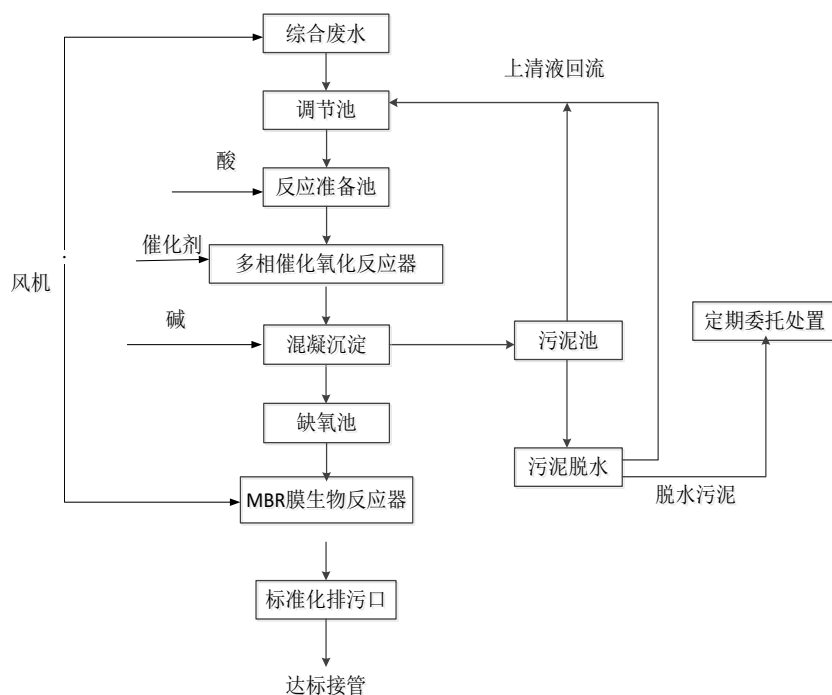 综合废水
上清液回流
调节池
酸
反应准备池
催化剂
多相催化氧化反应器
风机
碱
混凝沉淀
污泥池
定期委托处置
缺氧池
污泥脱水
脱水污泥
MBR膜生物反应器
标准化排污口
达标接管